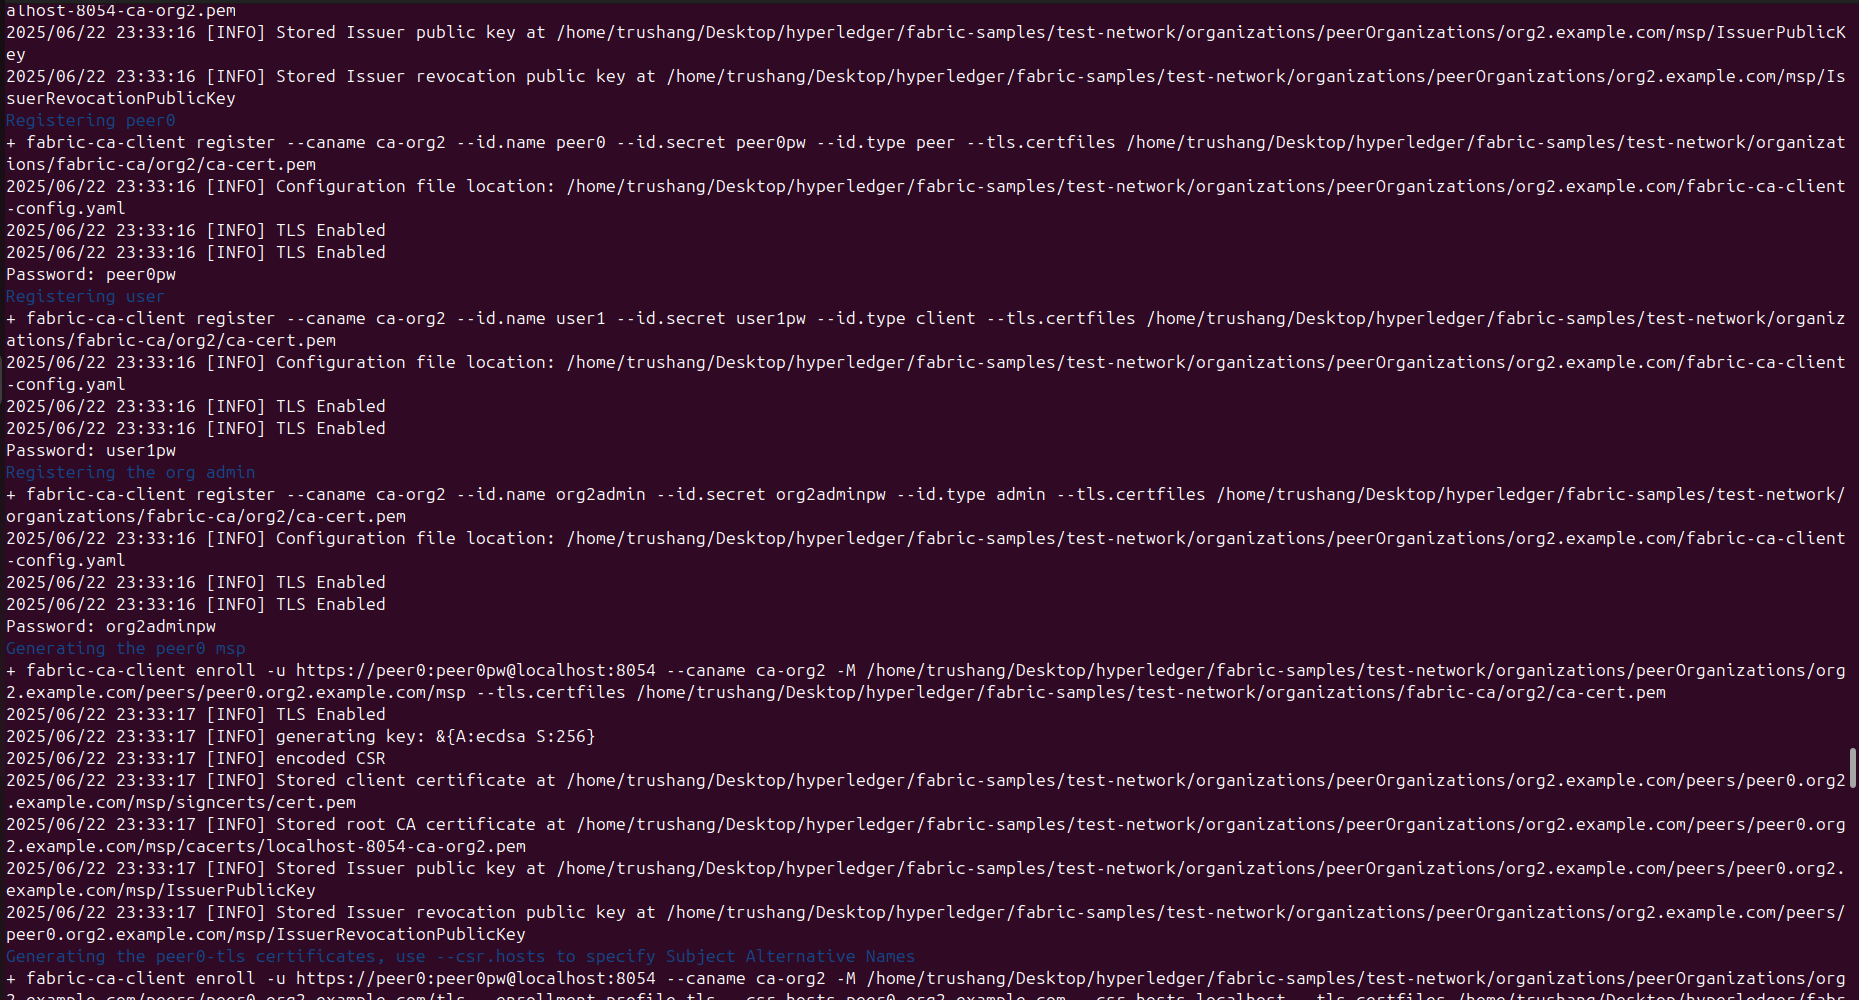 alhost-8054-ca-org2.pem
2025/06/22 23:33:16 [INFO] Stored Issuer public key at /home/trushang/Desktop/hyperledger/fabric-samples/test-network/organizations/peerOrganizations/org2.example.com/msp/IssuerPublicK
ey
2025/06/22 23:33:16 [INFO] Stored Issuer revocation public key at /home/trushang/Desktop/hyperledger/fabric-samples/test-network/organizations/peerOrganizations/org2.example.com/msp/Is
suerRevocationPublicKey
Registering peer0
+ fabric-ca-client register --caname ca-org2 --id.name peer0 --id.secret peer0pw --id.type peer --tls.certfiles /home/trushang/Desktop/hyperledger/fabric-samples/test-network/organizat
ions/fabric-ca/org2/ca-cert.pem
2025/06/22 23:33:16 [INFO] Configuration file location: /home/trushang/Desktop/hyperledger/fabric-samples/test-network/organizations/peerOrganizations/org2.example.com/fabric-ca-client
-config.yaml
2025/06/22 23:33:16 [INFO] TLS Enabled
2025/06/22 23:33:16 [INFO] TLS Enabled
Password: peer0pw
Registering user
+ fabric-ca-client register --caname ca-org2 --id.name user1 --id.secret user1pw --id.type client --tls.certfiles /home/trushang/Desktop/hyperledger/fabric-samples/test-network/organiz
ations/fabric-ca/org2/ca-cert.pem
2025/06/22 23:33:16 [INFO] Configuration file location: /home/trushang/Desktop/hyperledger/fabric-samples/test-network/organizations/peerOrganizations/org2.example.com/fabric-ca-client
-config.yaml
2025/06/22 23:33:16 [INFO] TLS Enabled
2025/06/22 23:33:16 [INFO] TLS Enabled
Password: user1pw
Registering the org admin
+ fabric-ca-client register --caname ca-org2 --id.name org2admin --id.secret org2adminpw --id.type admin --tls.certfiles /home/trushang/Desktop/hyperledger/fabric-samples/test-network/
organizations/fabric-ca/org2/ca-cert.pem
2025/06/22 23:33:16 [INFO] Configuration file location: /home/trushang/Desktop/hyperledger/fabric-samples/test-network/organizations/peerOrganizations/org2.example.com/fabric-ca-client
-config.yaml
2025/06/22 23:33:16 [INFO] TLS Enabled
2025/06/22 23:33:16 [INFO] TLS Enabled
Password: org2adminpw
Generating the peer0 msp
+ fabric-ca-client enroll -u https://peer0:peer0pw@localhost:8054 --caname ca-org2 -M /home/trushang/Desktop/hyperledger/fabric-samples/test-network/organizations/peerOrganizations/org
2.example.com/peers/peer0.org2.example.com/msp --tls.certfiles /home/trushang/Desktop/hyperledger/fabric-samples/test-network/organizations/fabric-ca/org2/ca-cert.pem
2025/06/22 23:33:17 [INFO] TLS Enabled
2025/06/22 23:33:17 [INFO] generating key: &{A:ecdsa S:256}
2025/06/22 23:33:17 [INFO] encoded CSR
2025/06/22 23:33:17 [INFO] Stored client certificate at /home/trushang/Desktop/hyperledger/fabric-samples/test-network/organizations/peerOrganizations/org2.example.com/peers/peer0.org2
.example.com/msp/signcerts/cert.pem
2025/06/22 23:33:17 [INFO] Stored root CA certificate at /home/trushang/Desktop/hyperledger/fabric-samples/test-network/organizations/peerOrganizations/org2.example.com/peers/peer0.org
2.example.com/msp/cacerts/localhost-8054-ca-org2.pem
2025/06/22 23:33:17 [INFO] Stored Issuer public key at /home/trushang/Desktop/hyperledger/fabric-samples/test-network/organizations/peerOrganizations/org2.example.com/peers/peer0.org2.
example.com/msp/IssuerPublicKey
2025/06/22 23:33:17 [INFO] Stored Issuer revocation public key at /home/trushang/Desktop/hyperledger/fabric-samples/test-network/organizations/peerOrganizations/org2.example.com/peers/
peer0.org2.example.com/msp/IssuerRevocationPublicKey
Generating the peer0-tls certificates, use --csr.hosts to specify Subject Alternative Names
+ fabric-ca-client enroll -u https://peer0:peer0pw@localhost:8054 --caname ca-org2 -M /home/trushang/Desktop/hyperledger/fabric-samples/test-network/organizations/peerOrganizations/org
2.example.com/peers/peer0.org2.example.com/tls --enrollment.profile tls --csr.hosts peer0.org2.example.com --csr.hosts localhost --tls.certfiles /home/trushang/Desktop/hyperledger/fabr